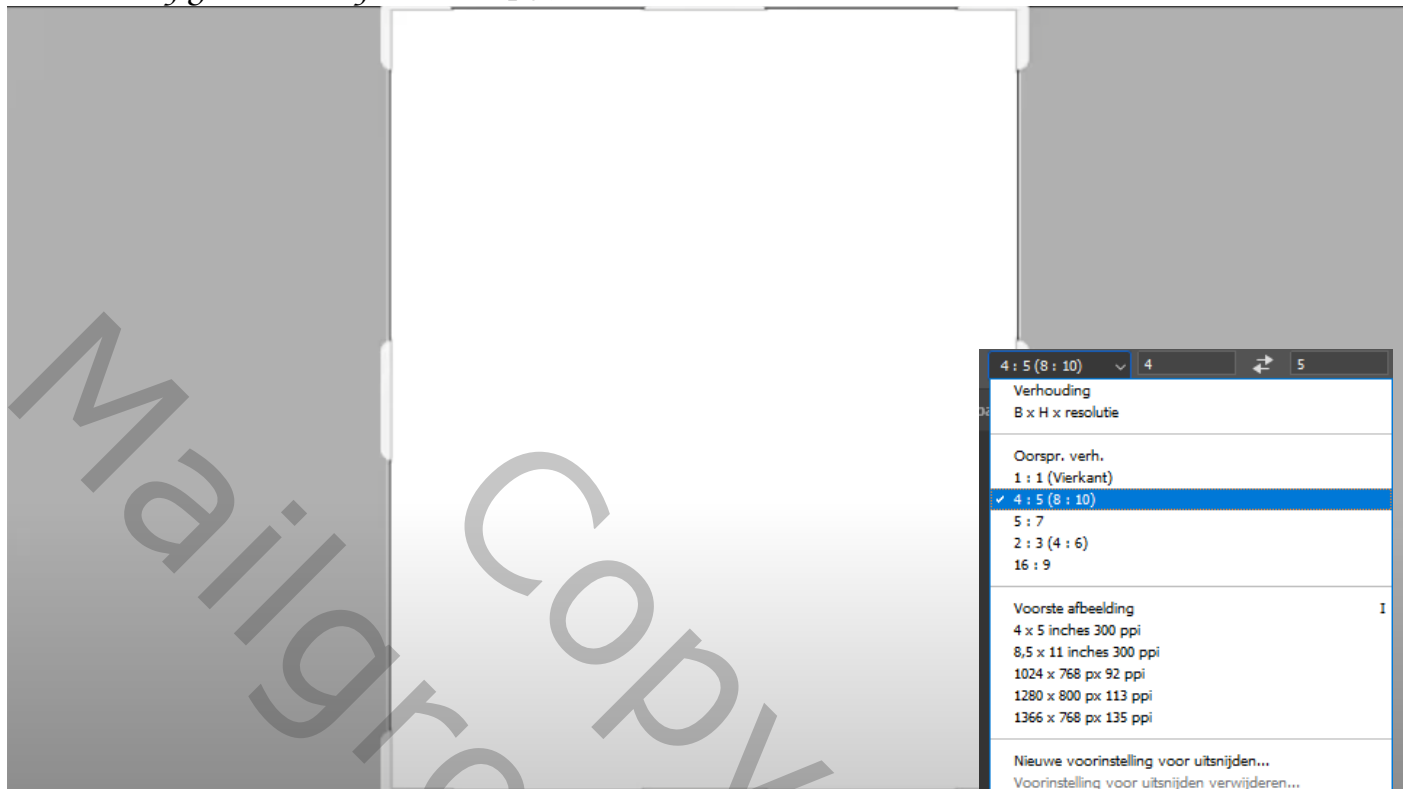 4 : 5 (8 : 10) 4 5
Verhouding
B x H x resolutie
Oorspr. verh.
1 : 1 (Vierkant)
4 : 5 (8 : 10)
5 : 7
2 : 3 (4 : 6)
16 : 9
Voorste afbeelding I
4 x 5 inches 300 ppi
8,5 x 11 inches 300 ppi
1024 x 768 px 92 ppi
1280 x 800 px 113 ppi
1366 x 768 px 135 ppi
Nieuwe voorinstelling voor uitsnijden...
Voorinstelling voor uitsnijden verwijderen...